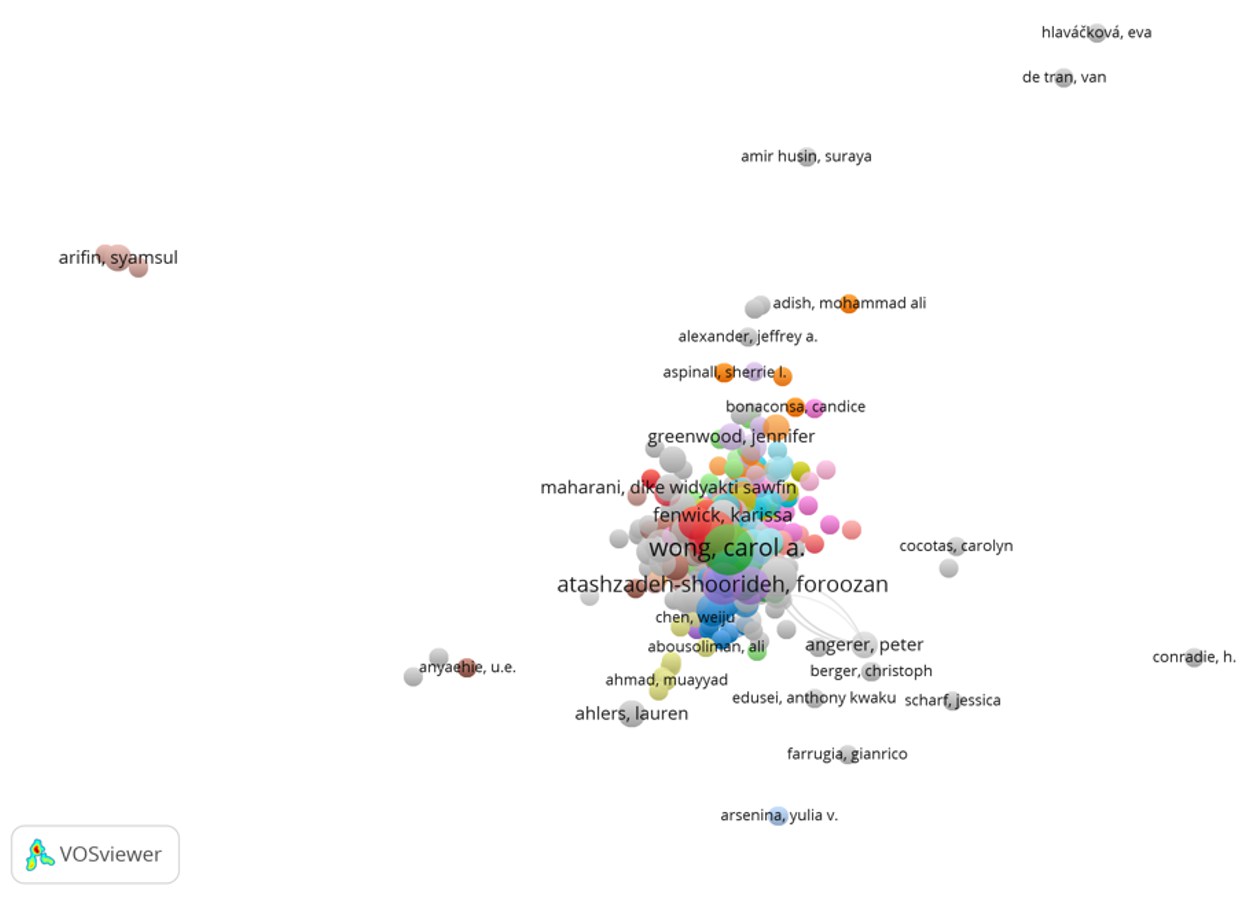 hlaváčková, eva
de tran, van
amir husin, suraya
arifin, syamsul
adish, mohammad ali
alexander, jeffrey a.
aspinall, sherrie l.
bonaconsa, candice
greenwood, jennifer
maharani, dike widyakti sawfin
fenwick, karissa
wong, carol a.
cocotas, carolyn
atashzadeh-shoorideh, foroozan
chen, weiju
abousoliman, ali
angerer, peter
conradie, h.
anyaehie, u.e.
berger, christoph
ahmad, muayyad
edusei, anthony kwaku
scharf, jessica
ahlers, lauren
farrugia, gianrico
arsenina, yulia v.
VOSviewer